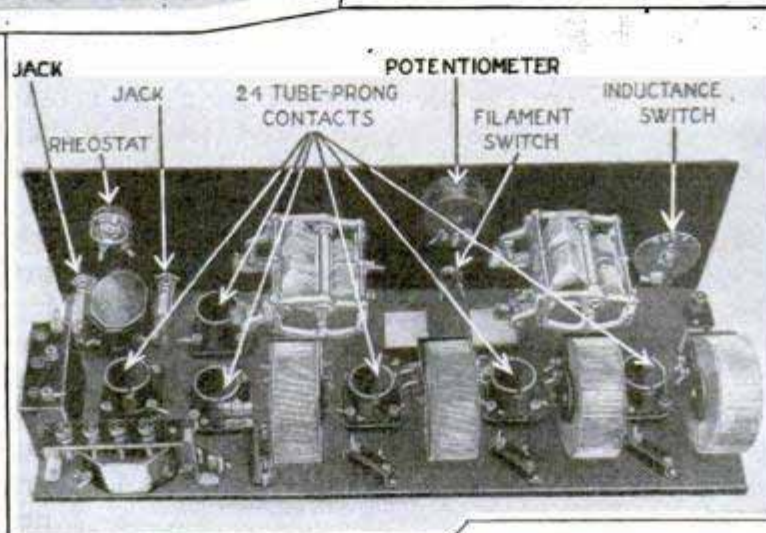 JACK
JACK
RHEOSTAT
24 TUBE-PRONG
CONTACTS
POTENTIOMETER
FILAMENT
SWITCH
INDUCTANCE
SWITCH